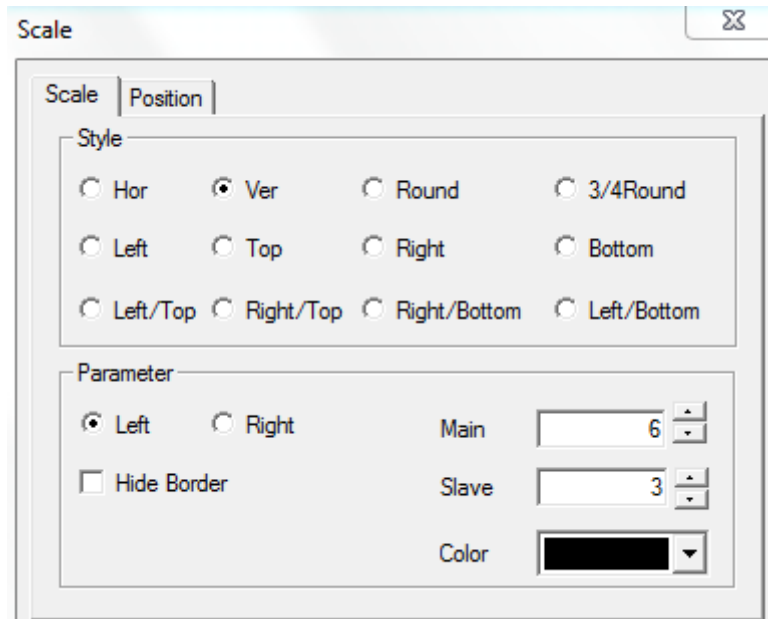 Scale
Scale Position
Style
Hor Ver Round 3/4Round
Left Top Right Bottom
Left/Top Right/Top Right/Bottom Left/Bottom
Parameter
Left Right Main 6
Hide Border Slave 3
Color